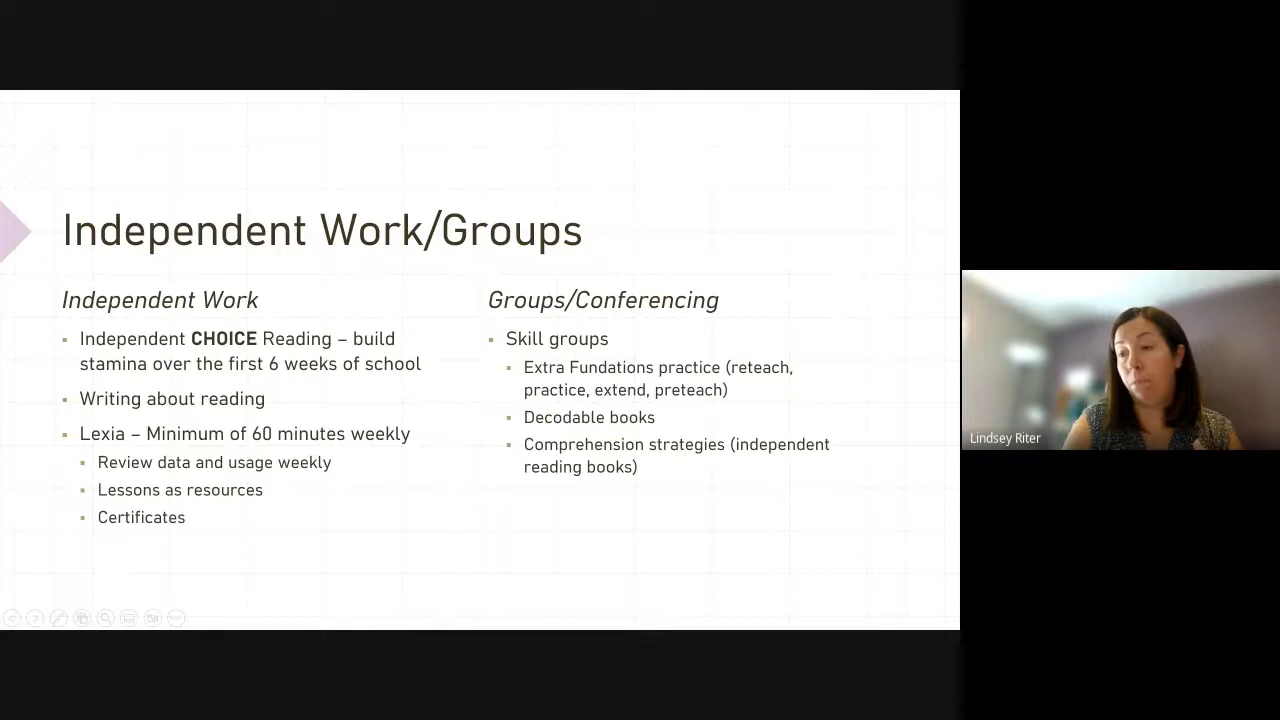 Independent Work/Groups
Independent Work
Independent CHOICE Reading – build
stamina over the first 6 weeks of school
Writing about reading
Lexia – Minimum of 60 minutes weekly
Review data and usage weekly
Lessons as resources
Certificates
Groups/Conferencing
Skill groups
Extra Fundations practice (reteach,
practice, extend, preteach)
Decodable books
Comprehension strategies (independent
reading books)
Lindsey Riter